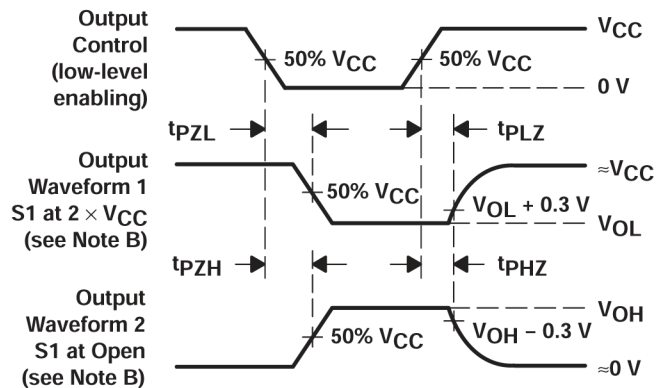 Output
Control
(low-level
enabling)
50% VCC
50% VCC
VCC
0 V
tPZL
tPLZ
Output
Waveform 1
S1 at 2 × VCC
(see Note B)
50% VCC
≈VCC
VOL + 0.3 V
VOL
tPZH
tPHZ
Output
Waveform 2
S1 at Open
(see Note B)
50% VCC
VOH
VOH − 0.3 V
≈0 V